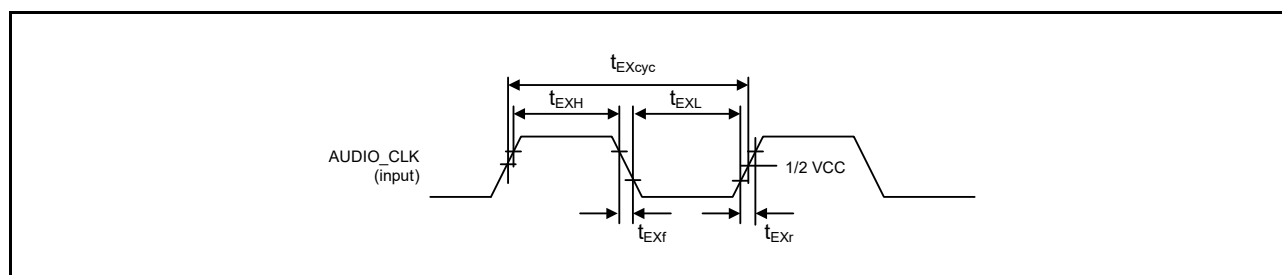 tEXcyc
tEXH
tEXL
AUDIO_CLK
(input)
1/2 VCC
tEXf
tEXr